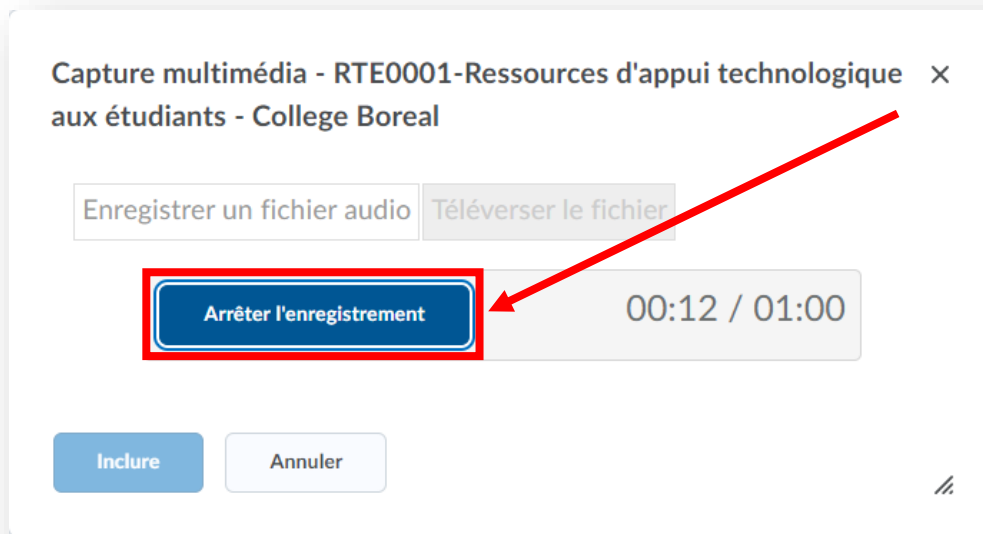 Capture multimédia - RTE0001-Ressources d'appui technologique
aux étudiants - College Boreal
Enregistrer un fichier audio Téléverser le fichier
Arrêter l'enregistrement 00:12 / 01:00
Inclure Annuler